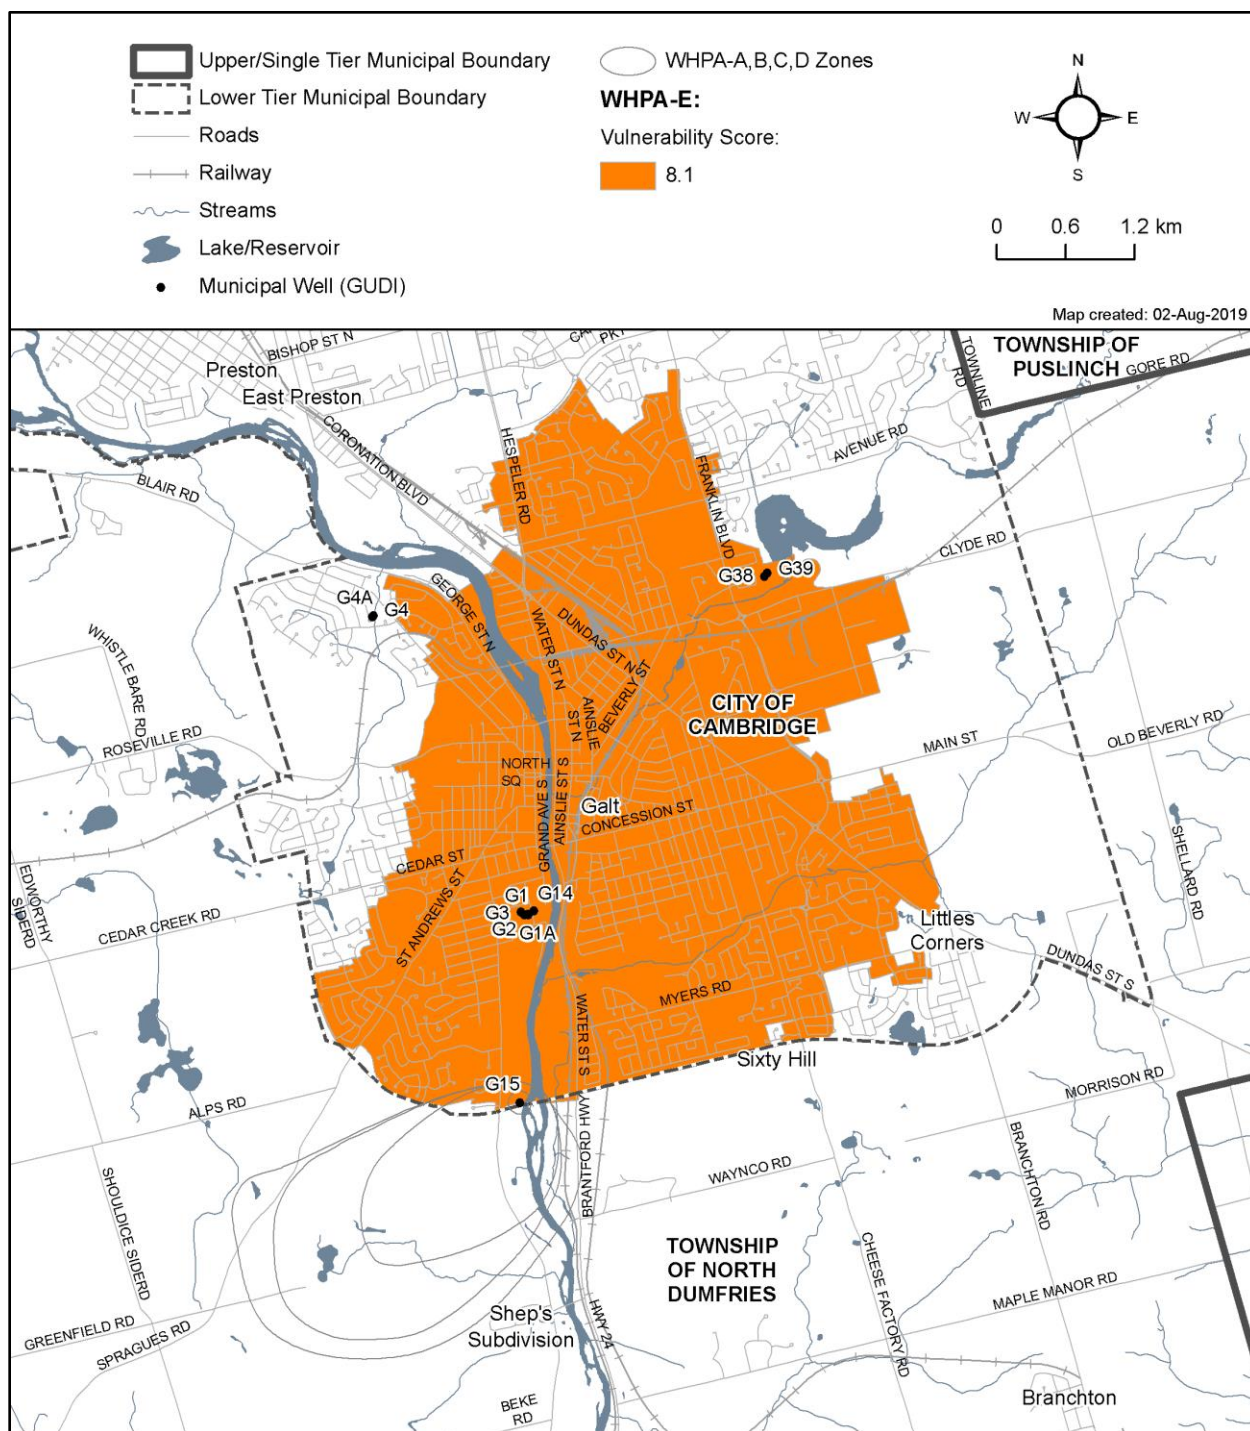 Upper/Single Tier Municipal Boundary
Lower Tier Municipal Boundary
Roads
Railway
Streams
Lake/Reservoir
Municipal Well (GUDI)
WHPA-A,B,C,D Zones
WHPA-E:
Vulnerability Score:
8.1
N
W
E
S
0 0.6 1.2 km
Map created: 02-Aug-2019
BISHOP ST N
PKY
TOWNLINE
RD
TOWNSHIP OF
PUSLINCH
GORE RD
Preston
East Preston
CORONATION BLVD
HESPELER RD
FRANKLIN BLVD
AVENUE RD
BLAIR RD
CLYDE RD
G38
G39
G4A
G4
GEORGE ST N
WATER ST N
DUNDAS ST N
BEVERLY ST
AINSLIE
ST N
WHISTLE BARE RD
ROSEVILLE RD
CITY OF
CAMBRIDGE
MAIN ST
OLD BEVERLY RD
NORTH
SQ
GRAND AVE S
AINSLIE ST S
Galt
CONCESSION ST
SHELLARD RD
EDWORTHY
SIDERD
CEDAR ST
CEDAR CREEK RD
ST ANDREWS ST
G1
G14
G3
G2
G1A
Littles
Corners
DUNDAS ST S
MYERS RD
WATER ST S
Sixty Hill
G15
ALPS RD
MORRISON RD
BRANTFORD HWY
WAYNCO RD
BRANCHTON RD
SHOULDICE SIDERD
TOWNSHIP
OF NORTH
DUMFRIES
CHEESE FACTORY RD
MAPLE MANOR RD
GREENFIELD RD
SPRAGUES RD
Shep's
Subdivision
HWY 24
BEKE
RD
Branchton